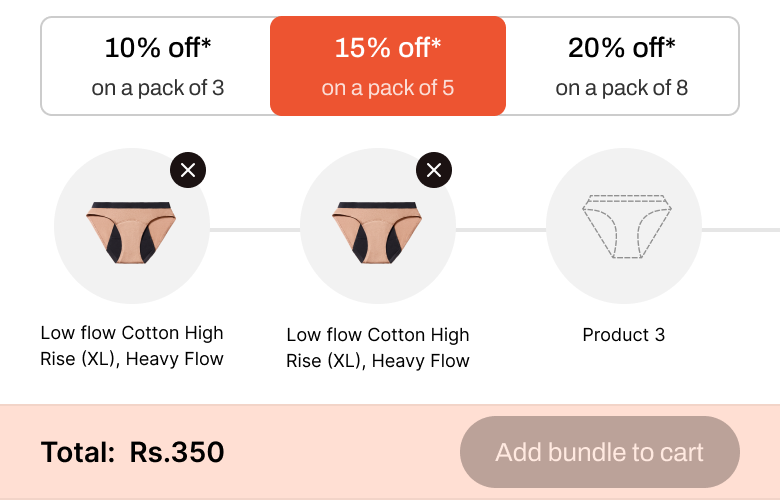 10% off*
on a pack of 3
15% off*
on a pack of 5
20% off*
on a pack of 8
Low flow Cotton High
Rise (XL), Heavy Flow
Low flow Cotton High
Rise (XL), Heavy Flow
Product 3
Total: Rs.350
Add bundle to cart